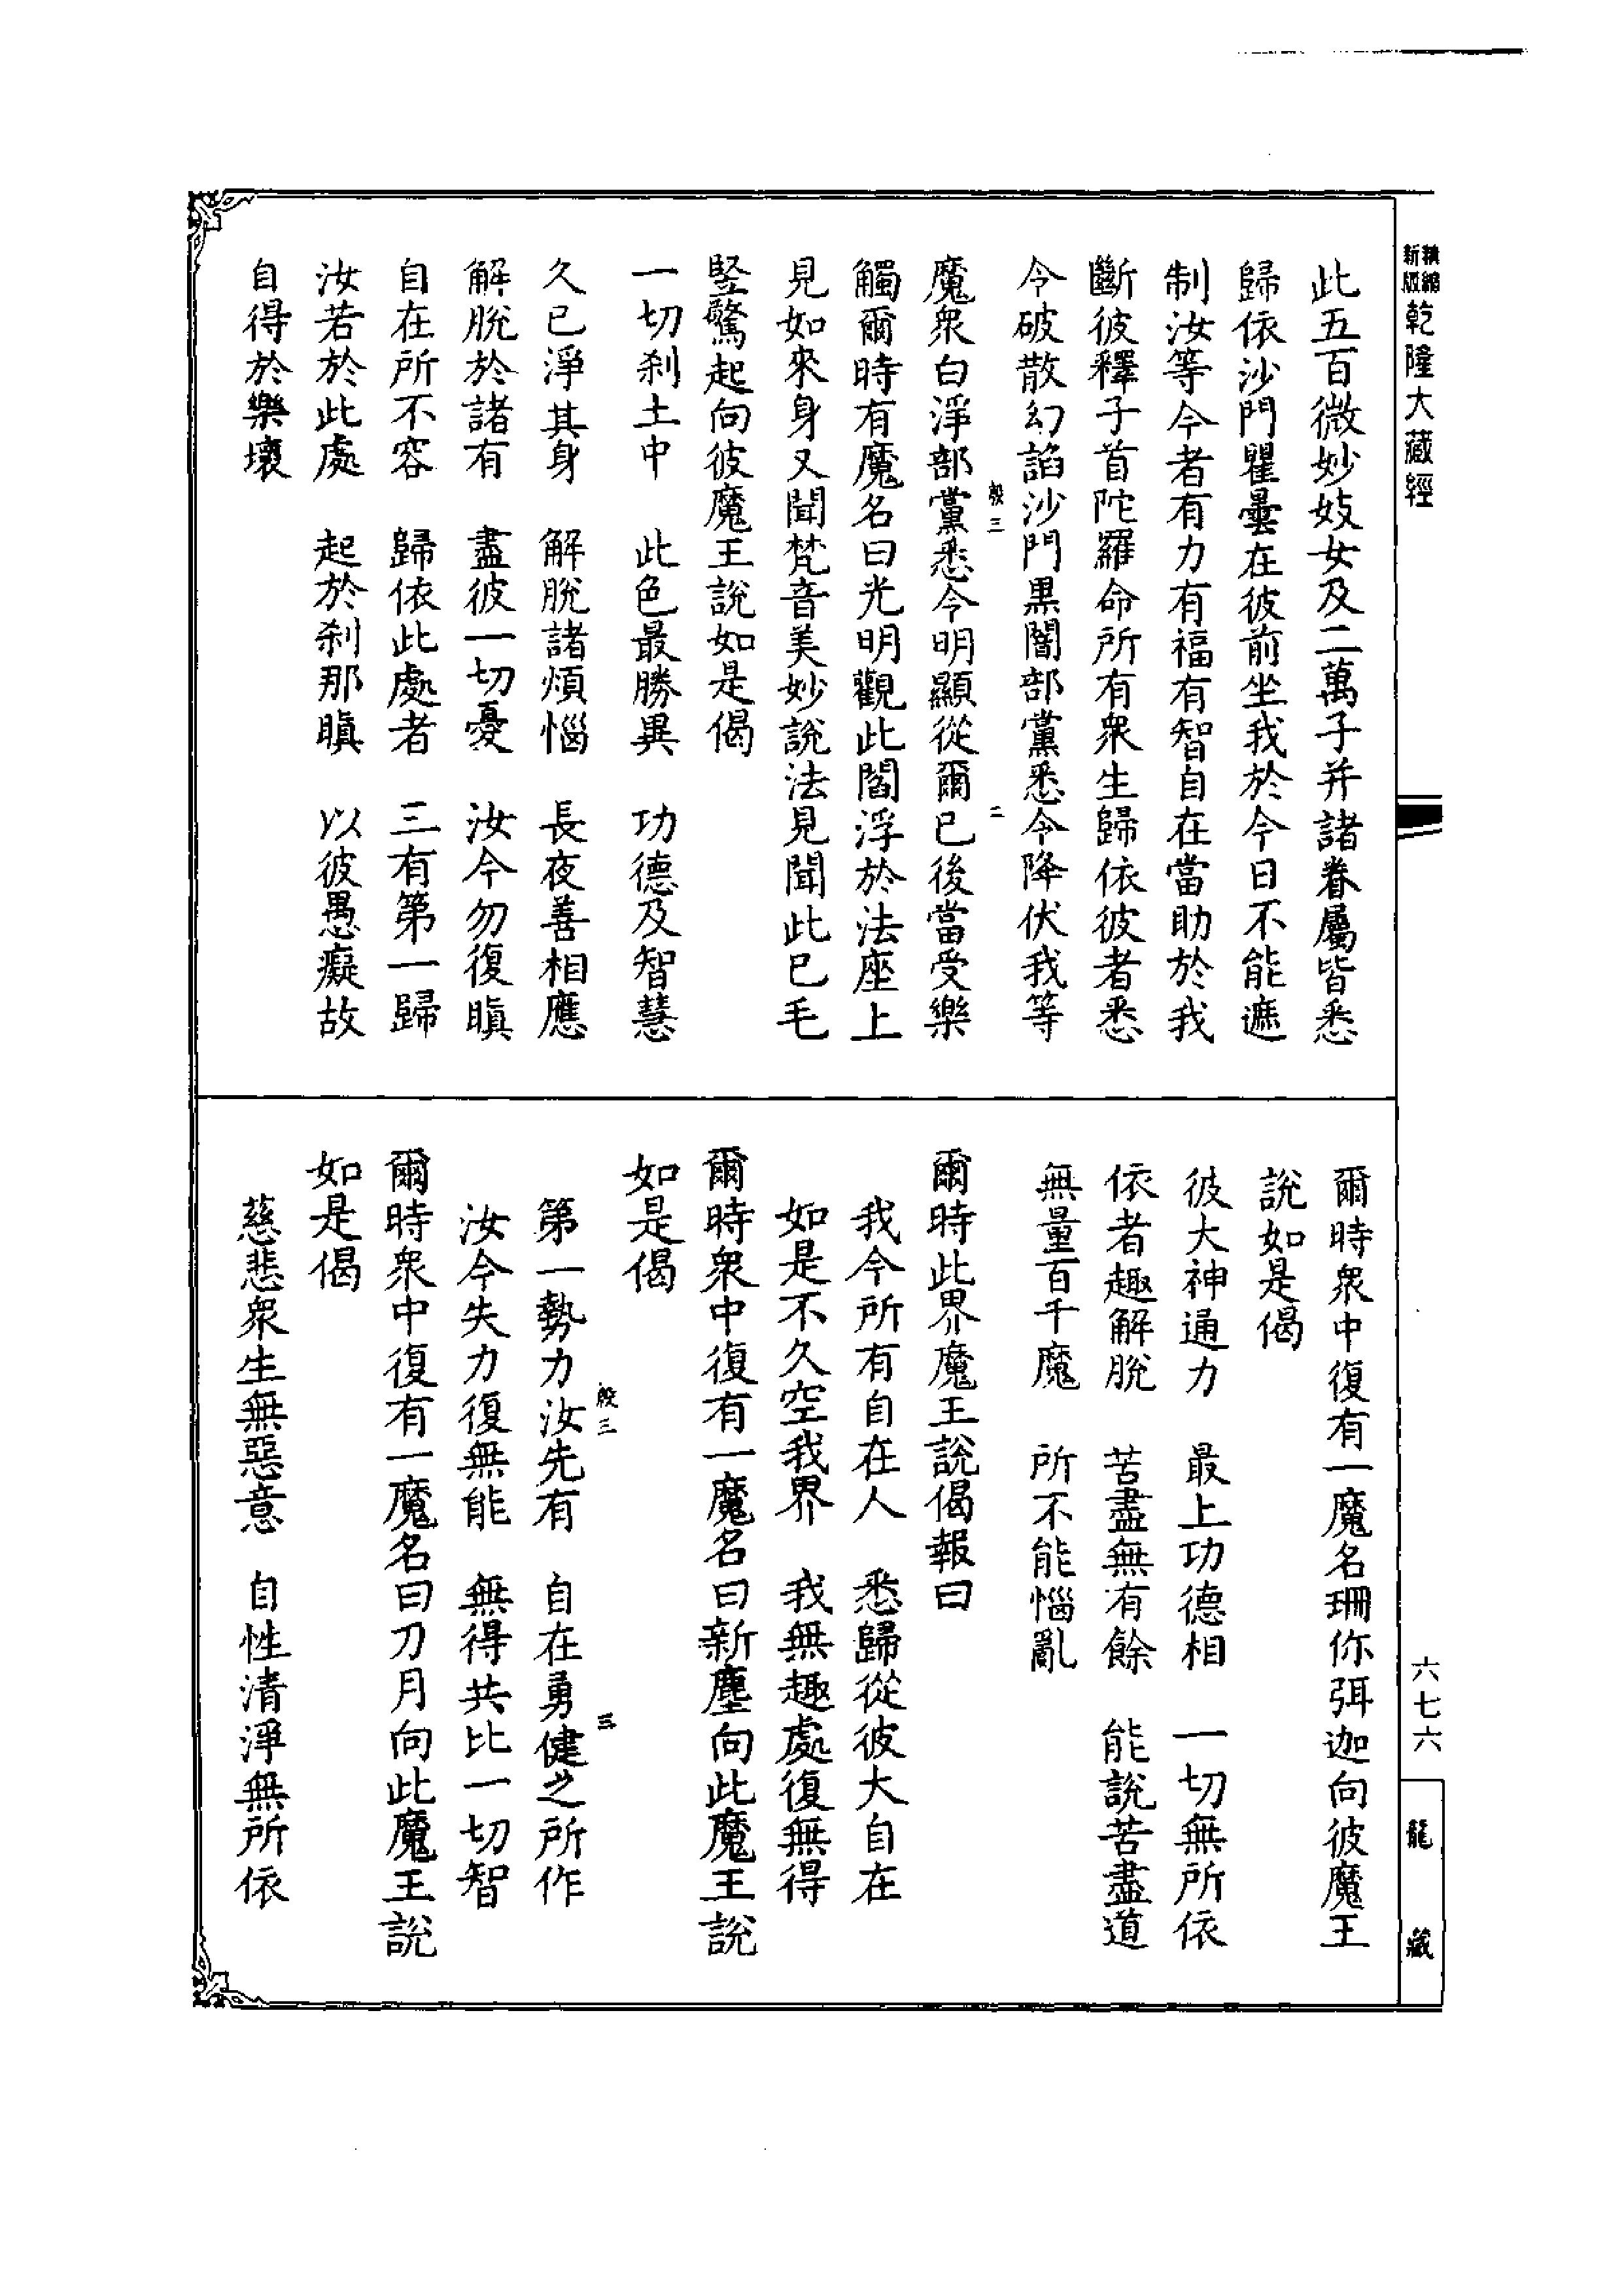 新版精縮乾隆大藏經
此五百微妙妓女及二萬子并諸眷屬皆悉
歸依沙門瞿曇在彼前坐我於今日不能遮
制汝等今者有力有福有智自在當助於我
斷彼釋子首陀羅命所有衆生歸依彼者悉
令破散幻諂沙門黒闇部黨悉令降伏我等
殷三 二
魔衆白淨部黨悉令明顯從爾已後當受樂
觸爾時有魔名曰光明觀此閻浮於法座上
見如來身又聞梵音美妙說法見聞此已毛
竪驚起向彼魔王說如是偈
一切刹土中 此色最勝異 功德及智慧
久已淨其身 解脫諸煩惱 長夜善相應
解脫於諸有 盡彼一切憂 汝今勿復瞋
自在所不容 歸依此處者 三有第一歸
汝若於此處 起於刹那瞋 以彼愚癡故
自得於樂壞
爾時衆中復有一魔名珊你弭迦向彼魔王
說如是偈
彼大神通力 最上功德相 一切無所依
依者趣解脫 苦盡無有餘 能說苦盡道
無量百千魔 所不能惱亂
爾時此界魔王說偈報曰
我今所有自在人 悉歸從彼大自在
如是不久空我界 我無趣處復無得
爾時衆中復有一魔名曰新塵向此魔王說
如是偈
殷三 三
第一勢力汝先有 自在勇健之所作
汝今失力復無能 無得共比一切智
爾時衆中復有一魔名曰刀月向此魔王說
如是偈
慈悲衆生無惡意 自性清淨無所依
六七六
龍藏